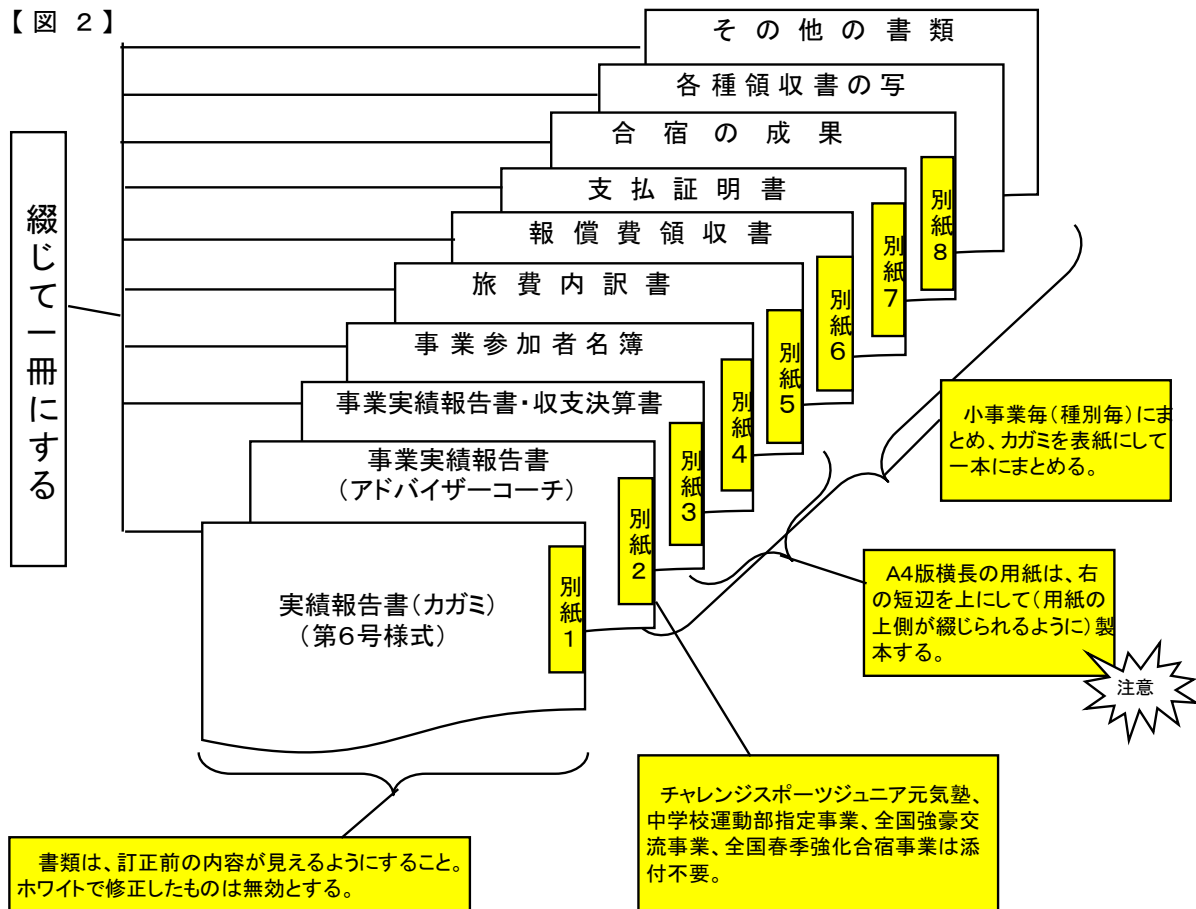 【図 2】
その他の書類
各種領収書の写
合宿の成果
別紙8
支払証明書
別紙7
報償費領収書
別紙6
旅費内訳書
別紙5
事業参加者名簿
別紙4
事業実績報告書・収支決算書
別紙3
事業実績報告書
(アドバイザーコーチ)
別紙2
実績報告書(カガミ)
(第6号様式)
別紙1
綴じて一冊にする
小事業毎(種別毎)にま
とめ、カガミを表紙にして
一本にまとめる。
A4版横長の用紙は、右
の短辺を上にして(用紙の
上側が綴じられるように)製
本する。
注意
チャレンジスポーツジュニア元気塾、
中学校運動部指定事業、全国強豪交
流事業、全国春季強化合宿事業は添
付不要。
書類は、訂正前の内容が見えるようにすること。
ホワイトで修正したものは無効とする。